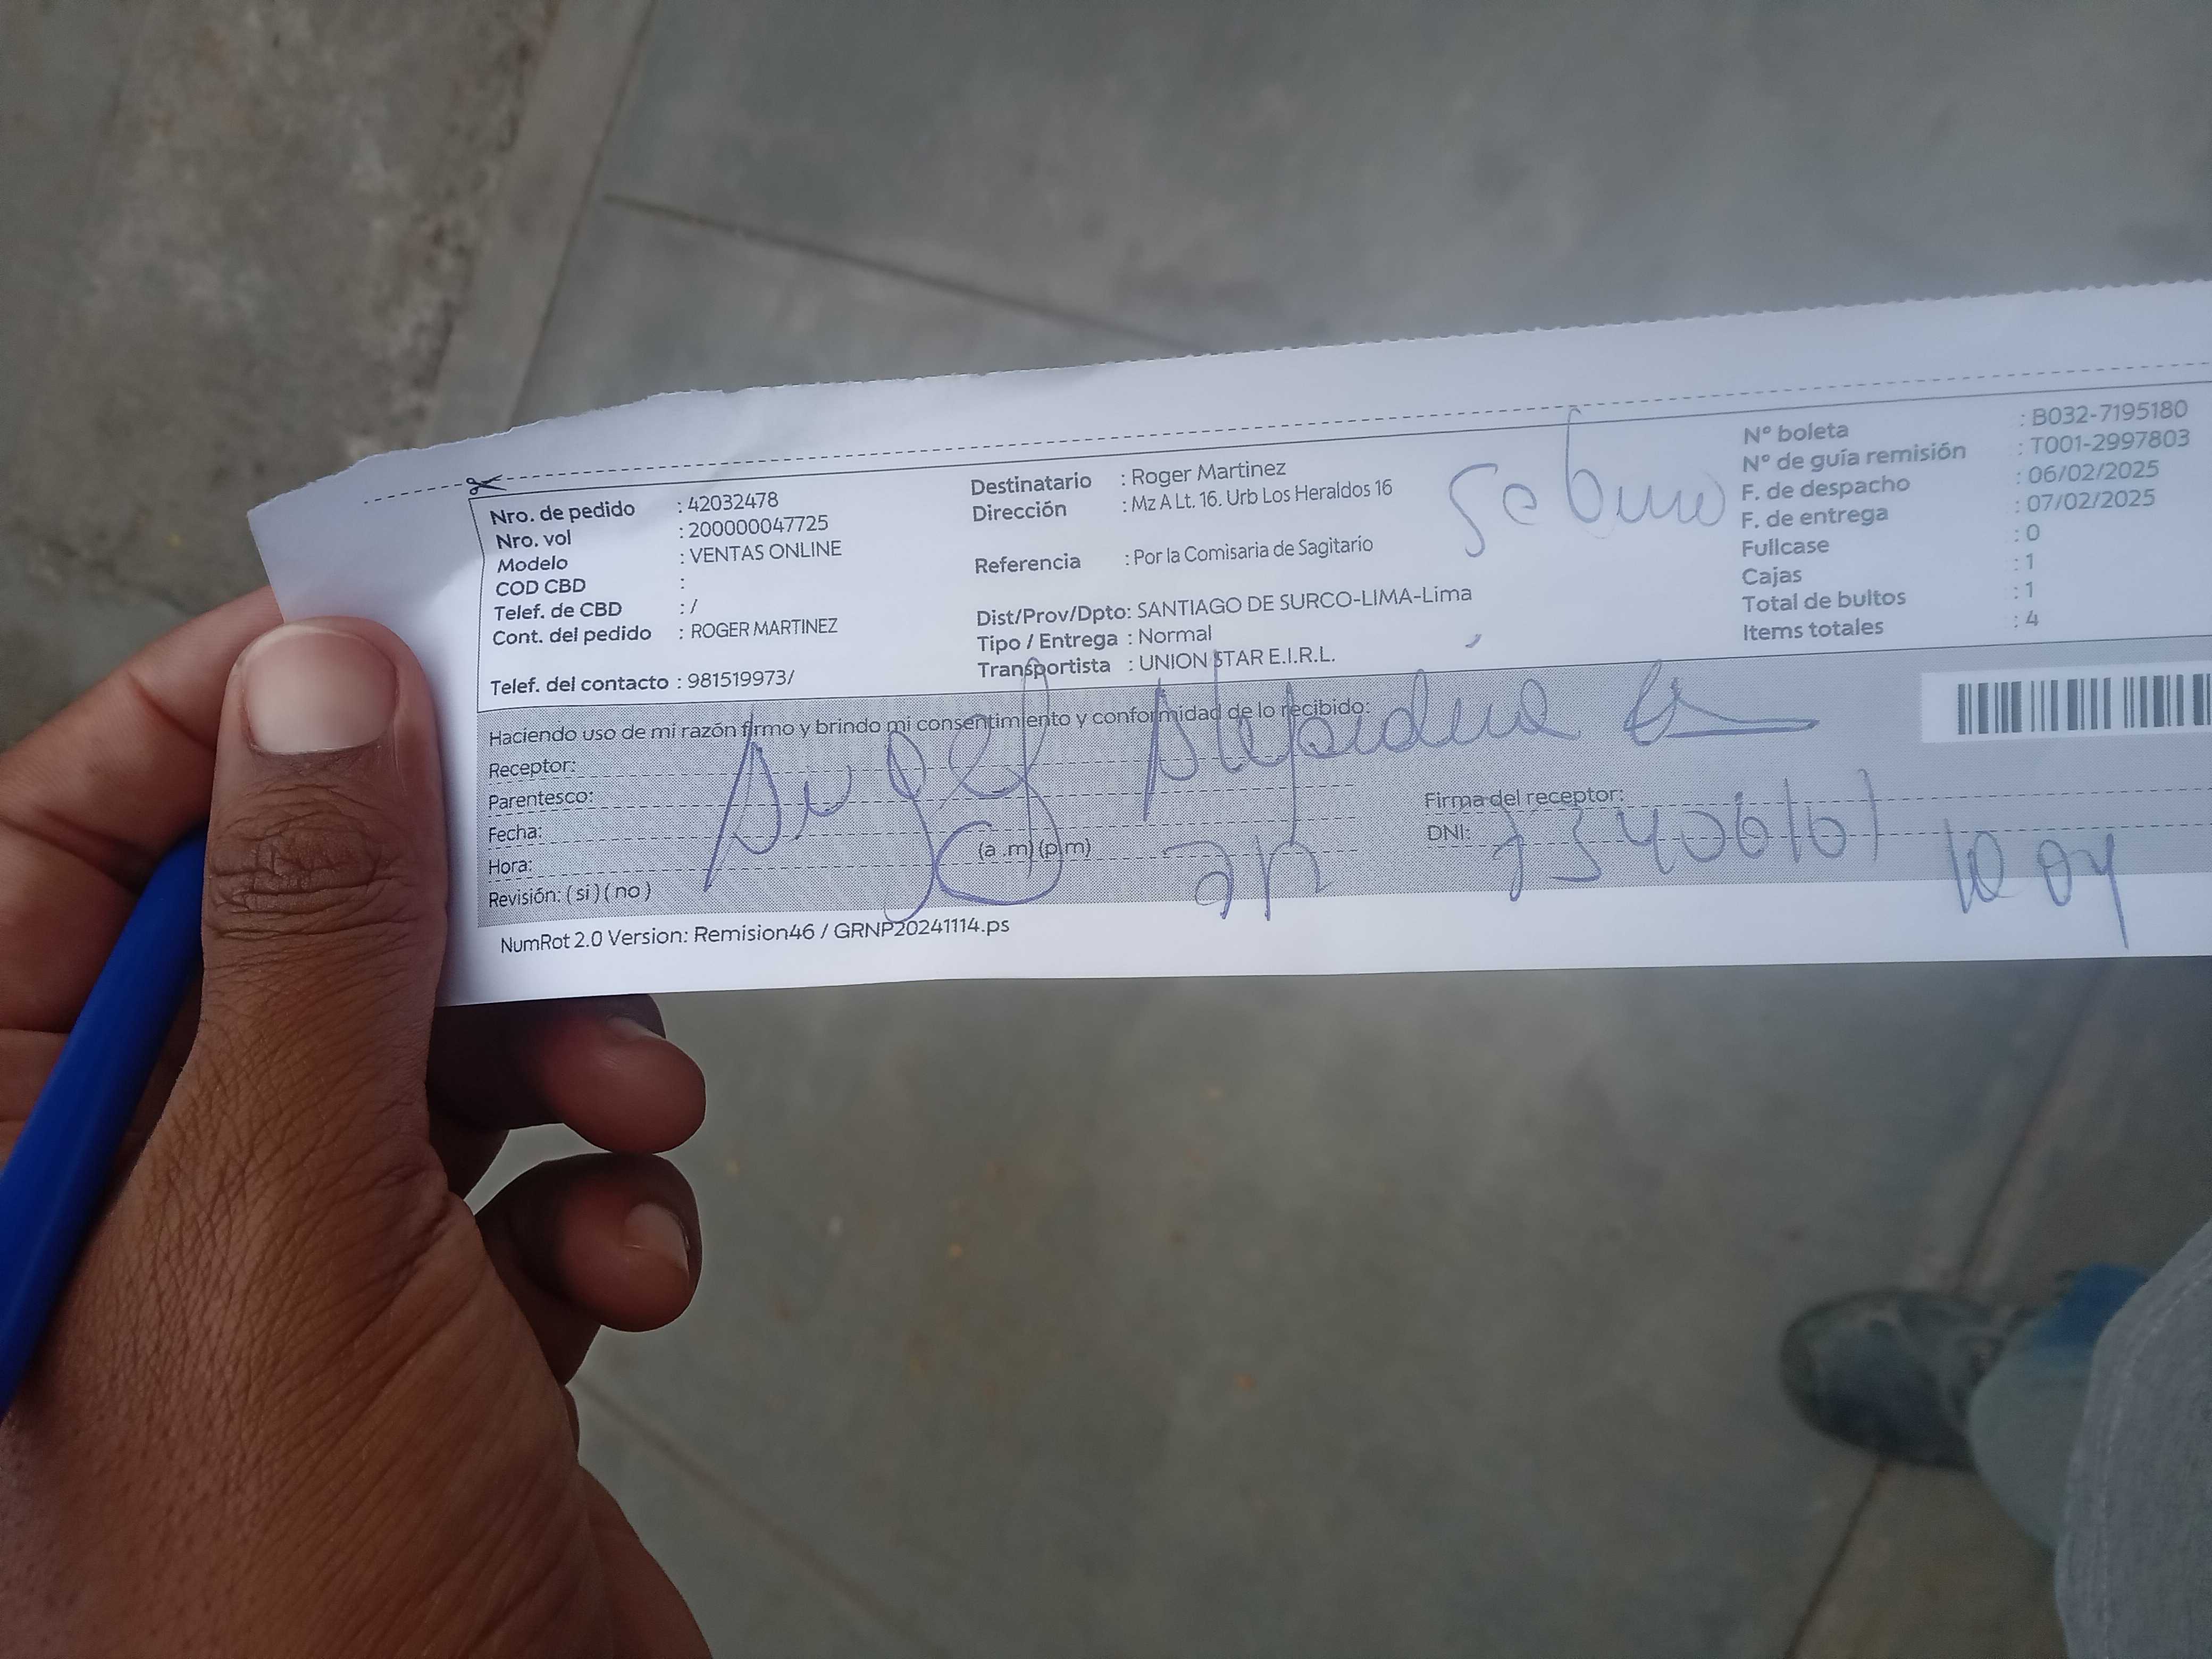 Nro. de pedido : 42032478
Nro. vol : 200000047725
Modelo : VENTAS ONLINE
COD CBD :
Telef. de CBD : /
Cont. del pedido : ROGER MARTINEZ
Telef. del contacto : 981519973/
Destinatario : Roger Martinez
Dirección : Mz A Lt. 16. Urb Los Heraldos 16
Referencia : Por la Comisaria de Sagitario
Dist/Prov/Dpto: SANTIAGO DE SURCO-LIMA-Lima
Tipo / Entrega : Normal
Transportista : UNION STAR E.I.R.L.
Nº boleta : B032-7195180
Nº de guía remisión : T001-2997803
F. de despacho : 06/02/2025
F. de entrega : 07/02/2025
Fullcase : 0
Cajas : 1
Total de bultos : 1
Items totales : 4
Haciendo uso de mi razón firmo y brindo mi consentimiento y conformidad de lo recibido:
Receptor:
Angel
Parentesco:
Fecha:
Hora: (a .m) (p m)
Revisión: ( si ) ( no )
Firma del receptor:
DNI:
NumRot 2.0 Version: Remision46 / GRNP20241114.ps